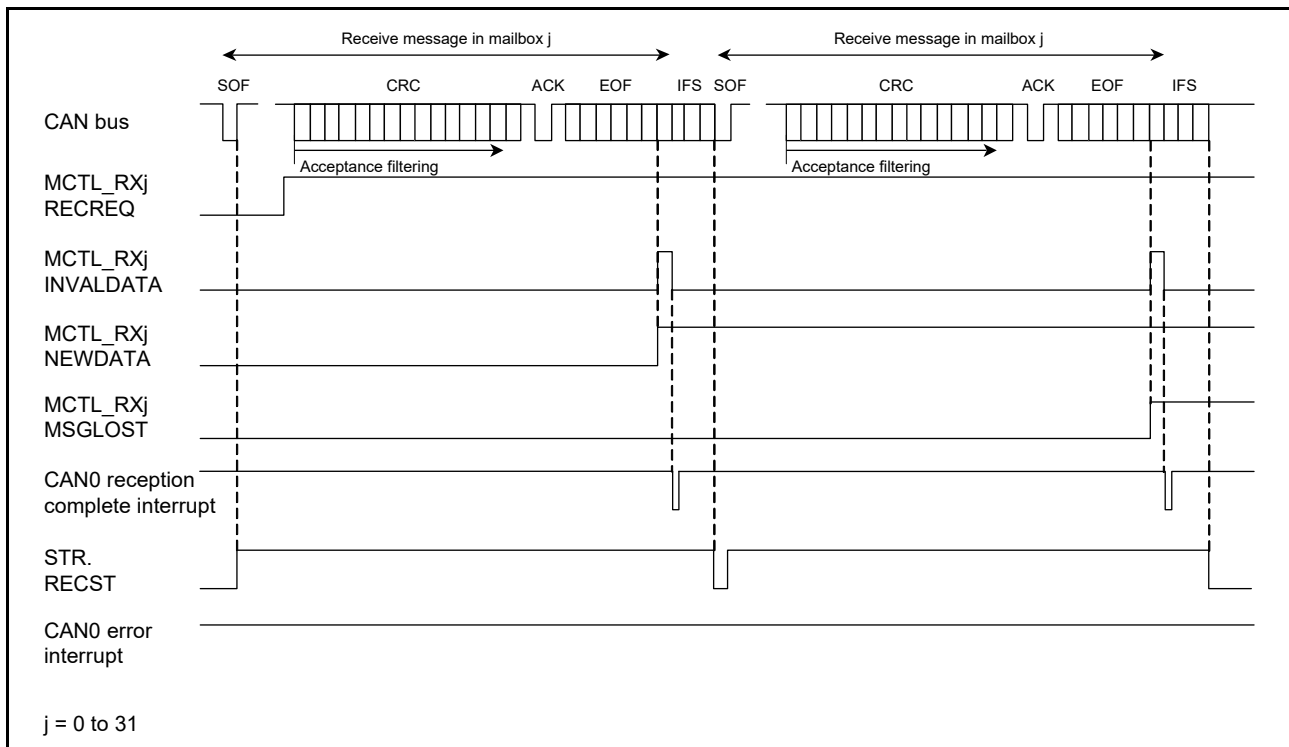 Receive message in mailbox j Receive message in mailbox j
SOF CRC ACK EOF IFS SOF CRC ACK EOF IFS
CAN bus
Acceptance filtering Acceptance filtering
MCTL_RXj
RECREQ
MCTL_RXj
INVALDATA
MCTL_RXj
NEWDATA
MCTL_RXj
MSGLOST
CAN0 reception
complete interrupt
STR.
RECST
CAN0 error
interrupt
j = 0 to 31